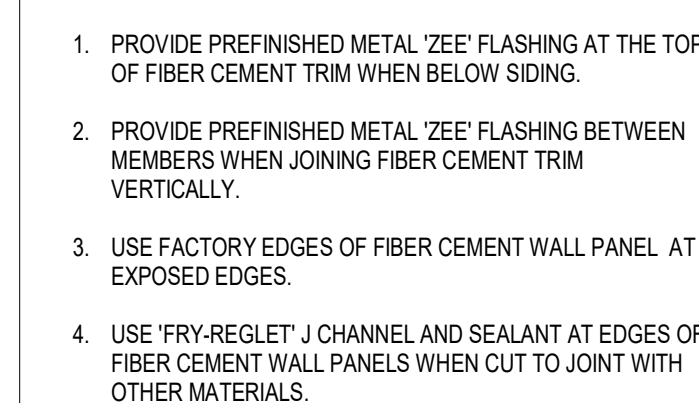 1. PROVIDE PREFINISHED METAL 'ZEE' FLASHING AT THE TOP
OF FIBER CEMENT TRIM WHEN BELOW SIDING.
2. PROVIDE PREFINISHED METAL 'ZEE' FLASHING BETWEEN
MEMBERS WHEN JOINING FIBER CEMENT TRIM
VERTICALLY.
3. USE FACTORY EDGES OF FIBER CEMENT WALL PANEL AT
EXPOSED EDGES.
4. USE 'FRY-REGLET' J CHANNEL AND SEALANT AT EDGES OF
FIBER CEMENT WALL PANELS WHEN CUT TO JOINT WITH
OTHER MATERIALS.